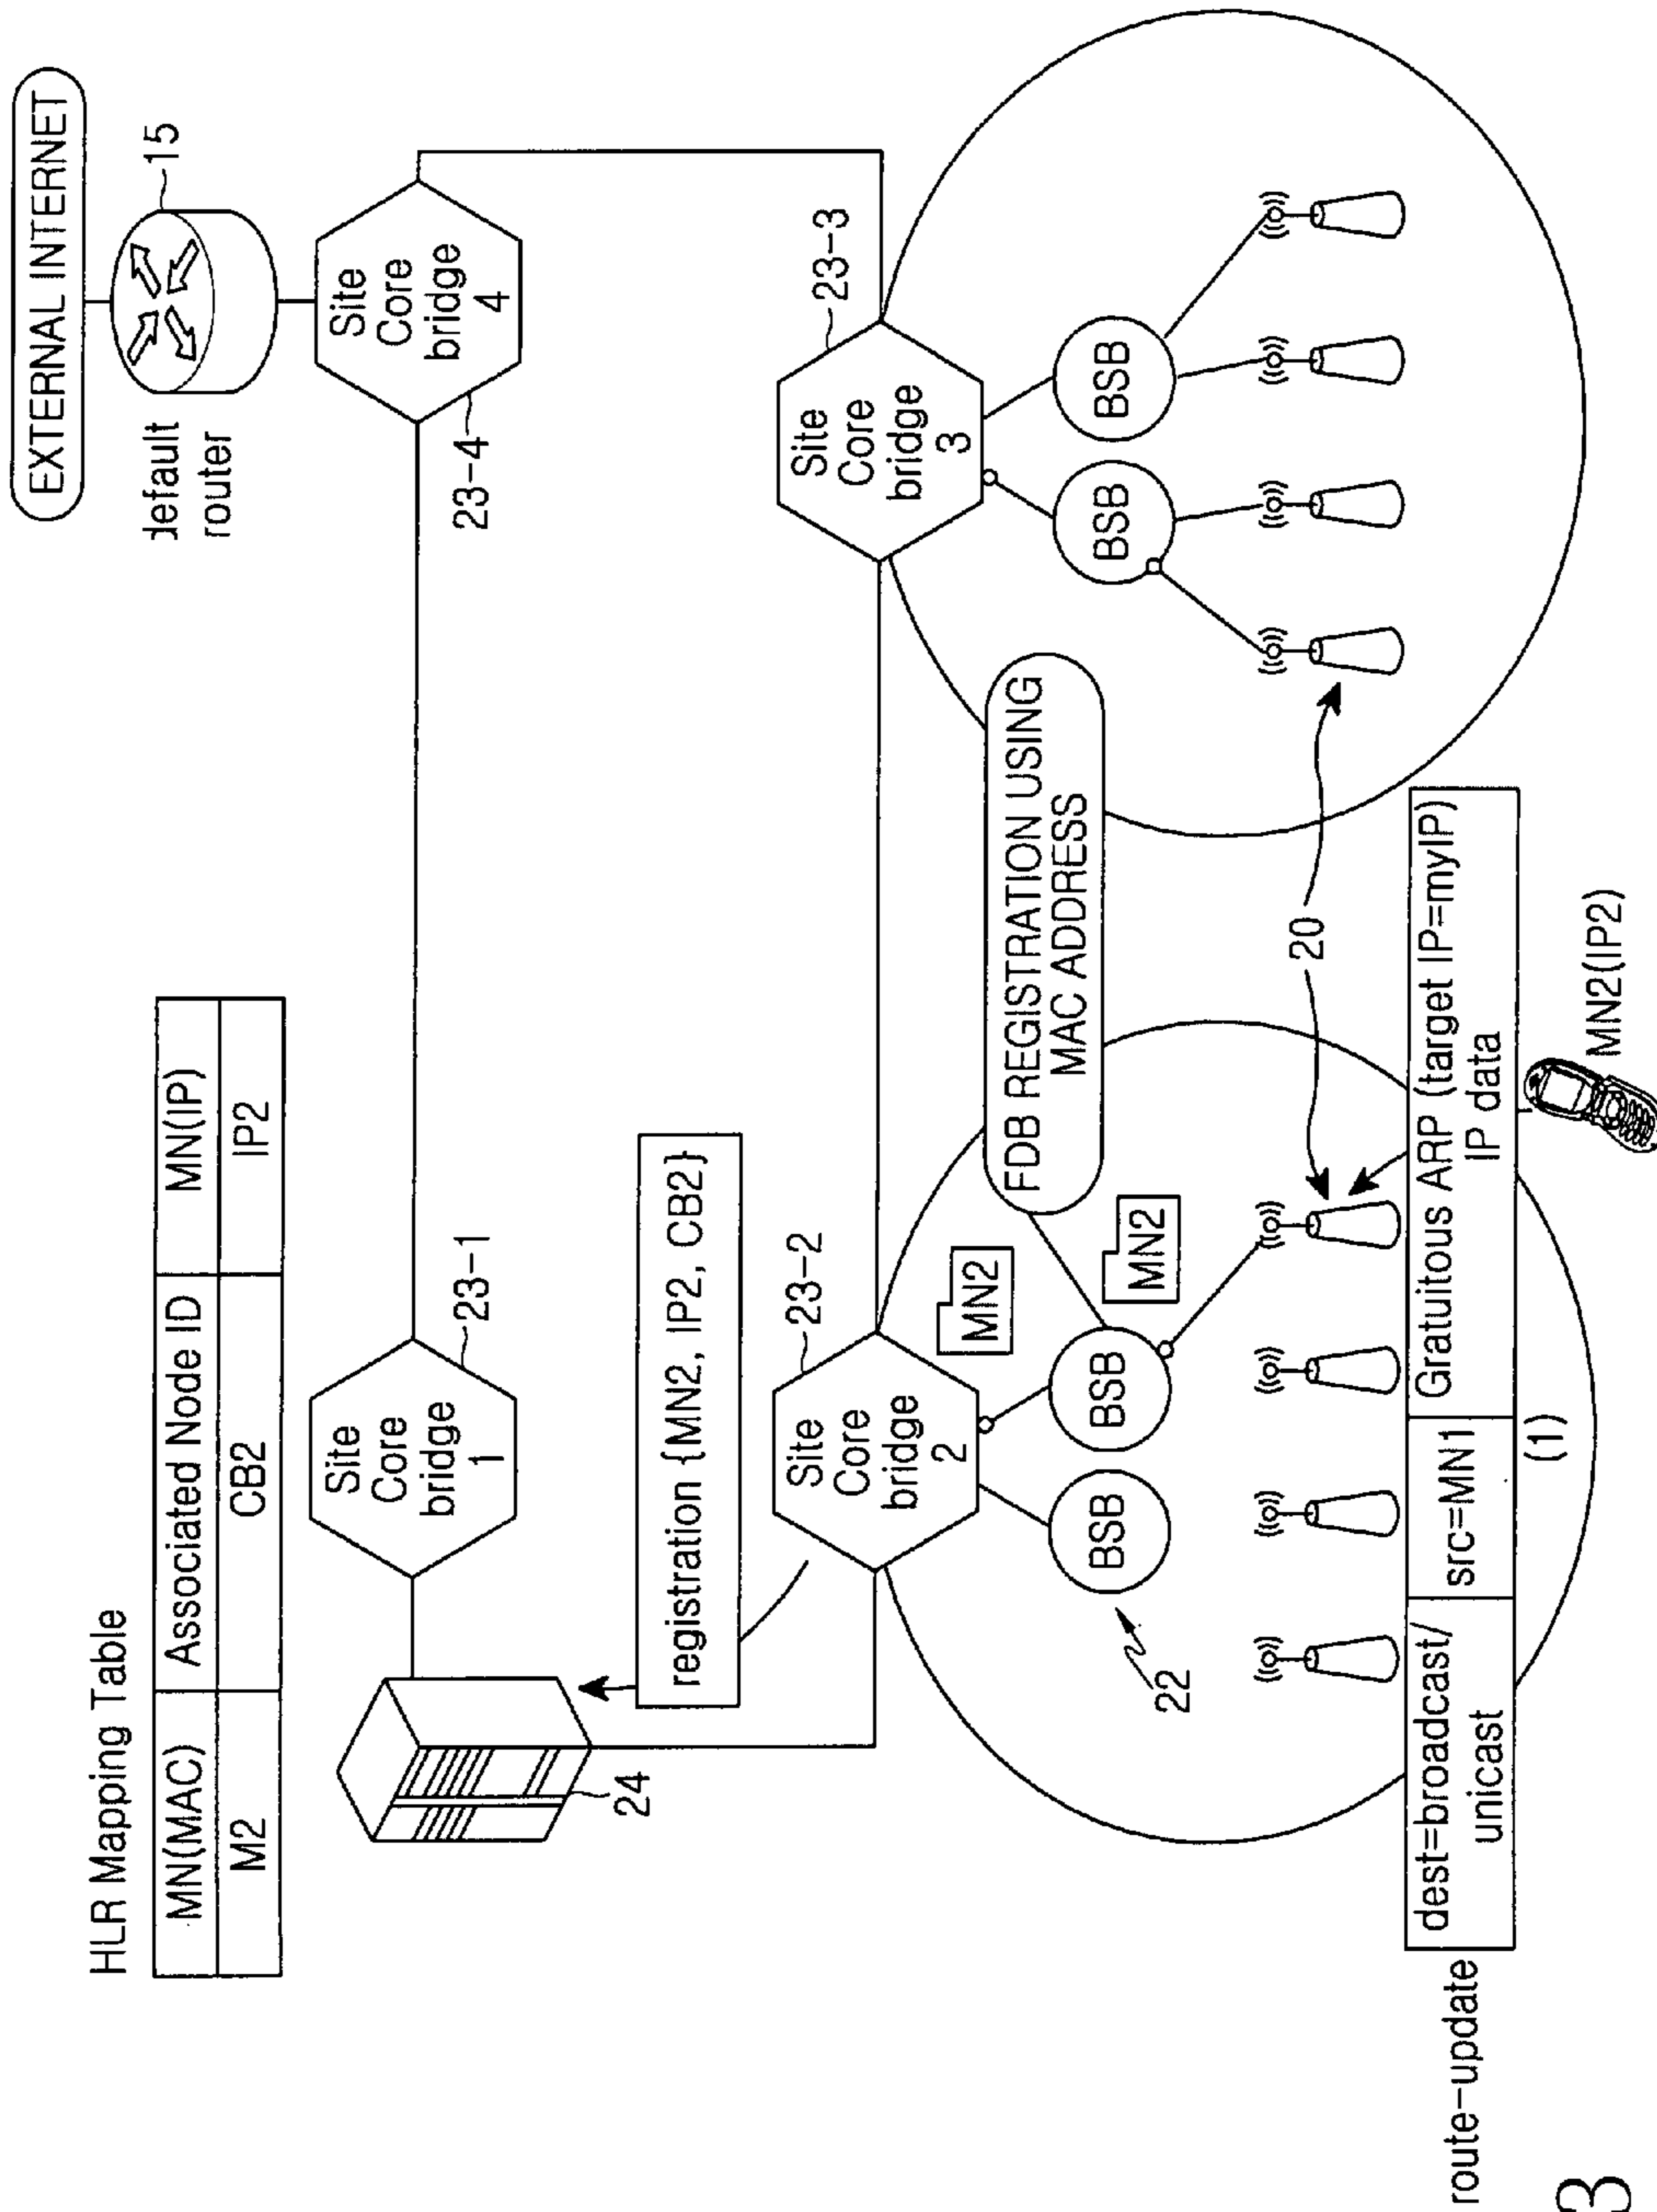 HLR Mapping Table
MN(MAC) Associated Node ID MN(IP)
M2 CB2 IP2
EXTERNAL INTERNET
default
router
15
Site
Core
bridge
1
23-1
Site
Core
bridge
4
23-4
24
registration {MN2, IP2, CB2}
Site
Core
bridge
2
23-2
Site
Core
bridge
3
23-3
MN2
MN2
FDB REGISTRATION USING
MAC ADDRESS
BSB
BSB
BSB
BSB
22
20
route-update
dest=broadcast/
unicast
src=MN1
Gratuitous ARP (target IP=myIP)
IP data
(1)
MN2(IP2)
3